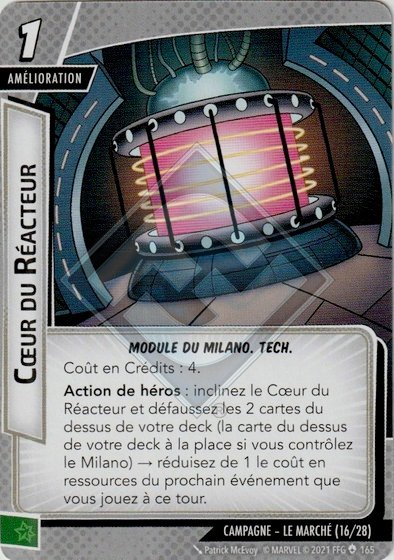 1
AMÉLIORATION
CŒUR DU RÉACTEUR
MODULE DU MILANO. TECH.
Coût en Crédits : 4.
Action de héros : inclinez le Cœur du
Réacteur et défaussez les 2 cartes du
dessus de votre deck (la carte du dessus
de votre deck à la place si vous contrôlez
le Milano) → réduisez de 1 le coût en
ressources du prochain événement que
vous jouez à ce tour.
CAMPAGNE – LE MARCHÉ (16/28)
Patrick McEvoy © MARVEL © 2021 FFG 165